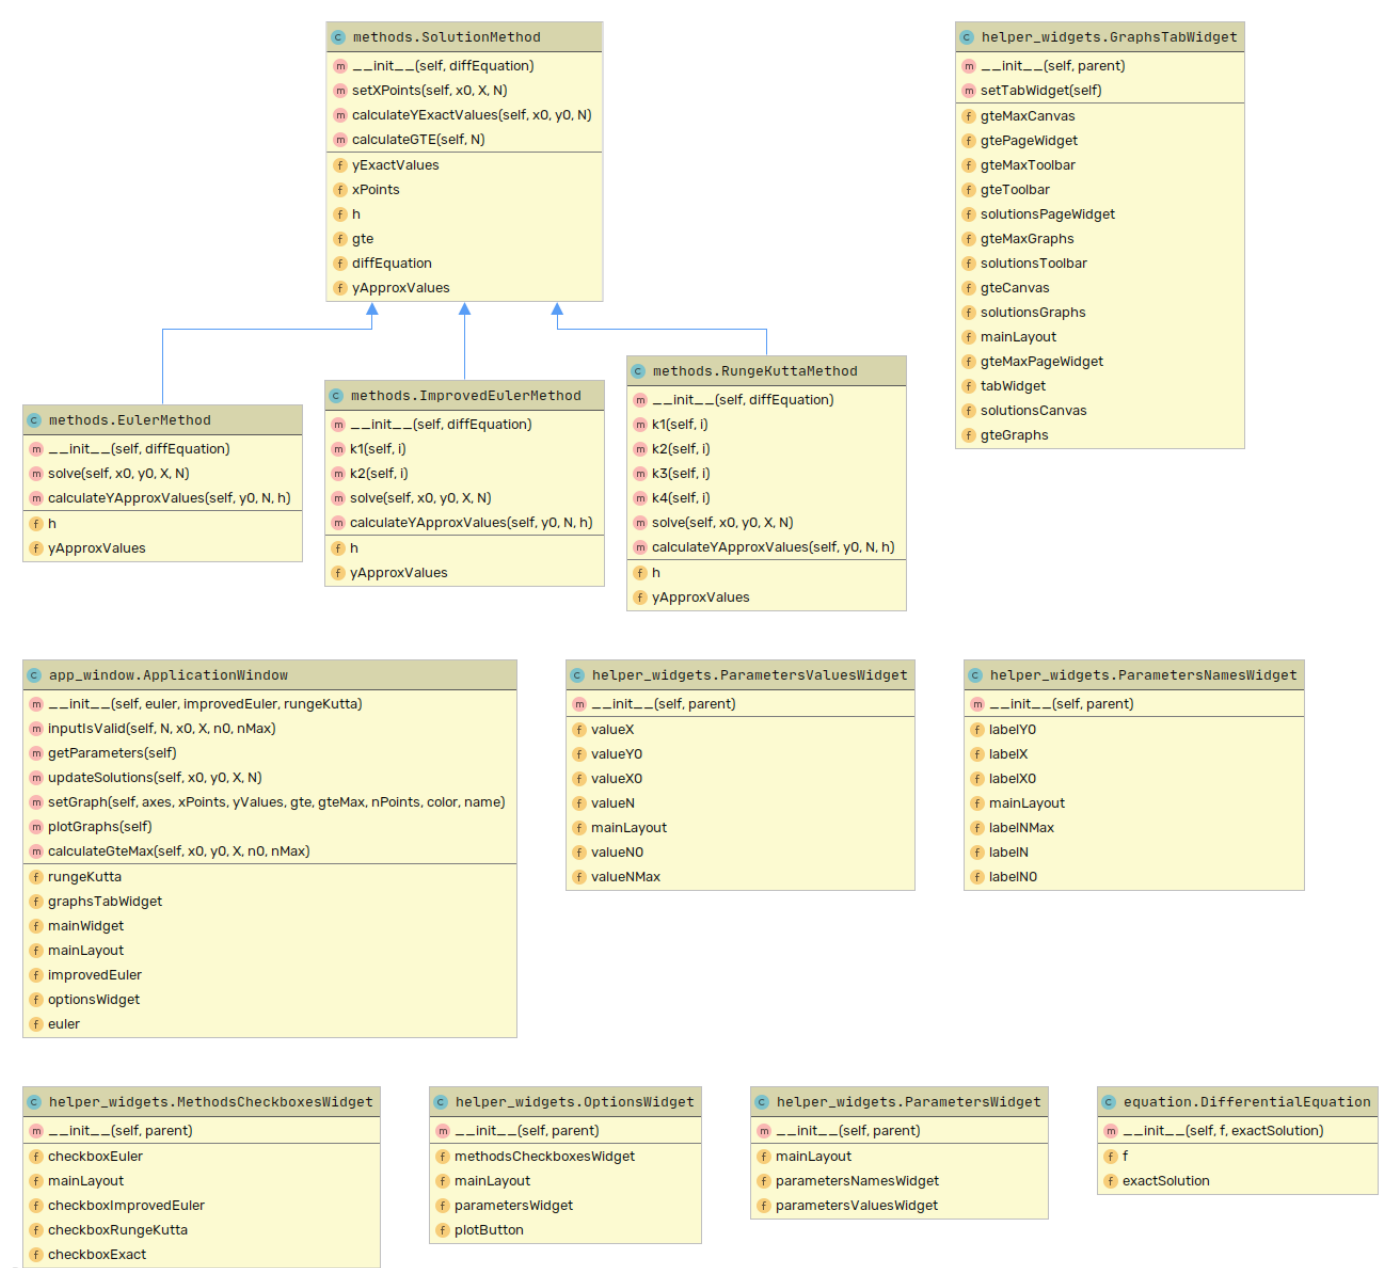 methods.SolutionMethod
__init__(self, diffEquation)
setXPoints(self, x0, X, N)
calculateYExactValues(self, x0, y0, N)
calculateGTE(self, N)
yExactValues
xPoints
h
gte
diffEquation
yApproxValues
helper_widgets.GraphsTabWidget
__init__(self, parent)
setTabWidget(self)
gteMaxCanvas
gtePageWidget
gteMaxToolbar
gteToolbar
solutionsPageWidget
gteMaxGraphs
solutionsToolbar
gteCanvas
solutionsGraphs
mainLayout
gteMaxPageWidget
tabWidget
solutionsCanvas
gteGraphs
methods.EulerMethod
__init__(self, diffEquation)
solve(self, x0, y0, X, N)
calculateYApproxValues(self, y0, N, h)
h
yApproxValues
methods.ImprovedEulerMethod
__init__(self, diffEquation)
k1(self, i)
k2(self, i)
solve(self, x0, y0, X, N)
calculateYApproxValues(self, y0, N, h)
h
yApproxValues
methods.RungeKuttaMethod
__init__(self, diffEquation)
k1(self, i)
k2(self, i)
k3(self, i)
k4(self, i)
solve(self, x0, y0, X, N)
calculateYApproxValues(self, y0, N, h)
h
yApproxValues
app_window.ApplicationWindow
__init__(self, euler, improvedEuler, rungeKutta)
inputIsValid(self, N, x0, X, n0, nMax)
getParameters(self)
updateSolutions(self, x0, y0, X, N)
setGraph(self, axes, xPoints, yValues, gte, gteMax, nPoints, color, name)
plotGraphs(self)
calculateGteMax(self, x0, y0, X, n0, nMax)
rungeKutta
graphsTabWidget
mainWidget
mainLayout
improvedEuler
optionsWidget
euler
helper_widgets.ParametersValuesWidget
__init__(self, parent)
valueX
valueY0
valueX0
valueN
mainLayout
valueN0
valueNMax
helper_widgets.ParametersNamesWidget
__init__(self, parent)
labelY0
labelX
labelX0
mainLayout
labelNMax
labelN
labelN0
helper_widgets.MethodsCheckboxesWidget
__init__(self, parent)
checkboxEuler
mainLayout
checkboxImprovedEuler
checkboxRungeKutta
checkboxExact
helper_widgets.OptionsWidget
__init__(self, parent)
methodsCheckboxesWidget
mainLayout
parametersWidget
plotButton
helper_widgets.ParametersWidget
__init__(self, parent)
mainLayout
parametersNamesWidget
parametersValuesWidget
equation.DifferentialEquation
__init__(self, f, exactSolution)
f
exactSolution